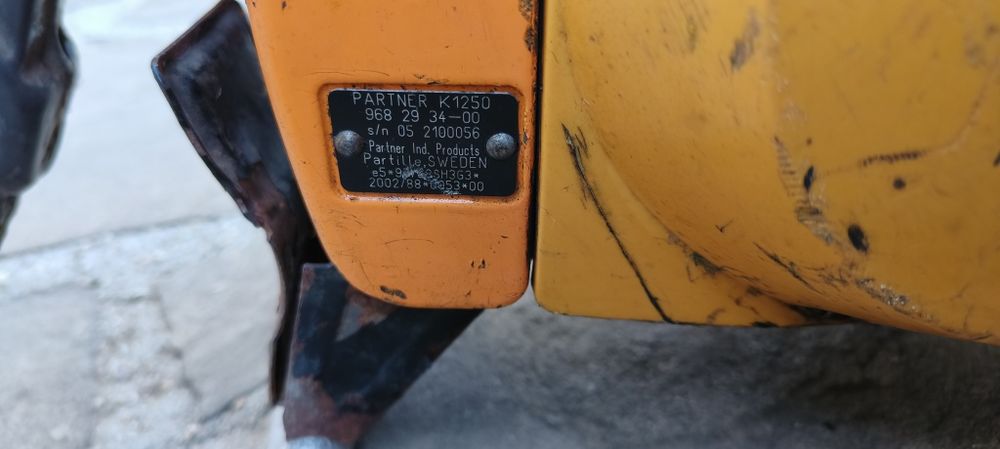 PARTNER K1250
968 29 34-00
s/n 05 2100056
Partner Ind. Products
Partille, SWEDEN
2002/88*0053*00